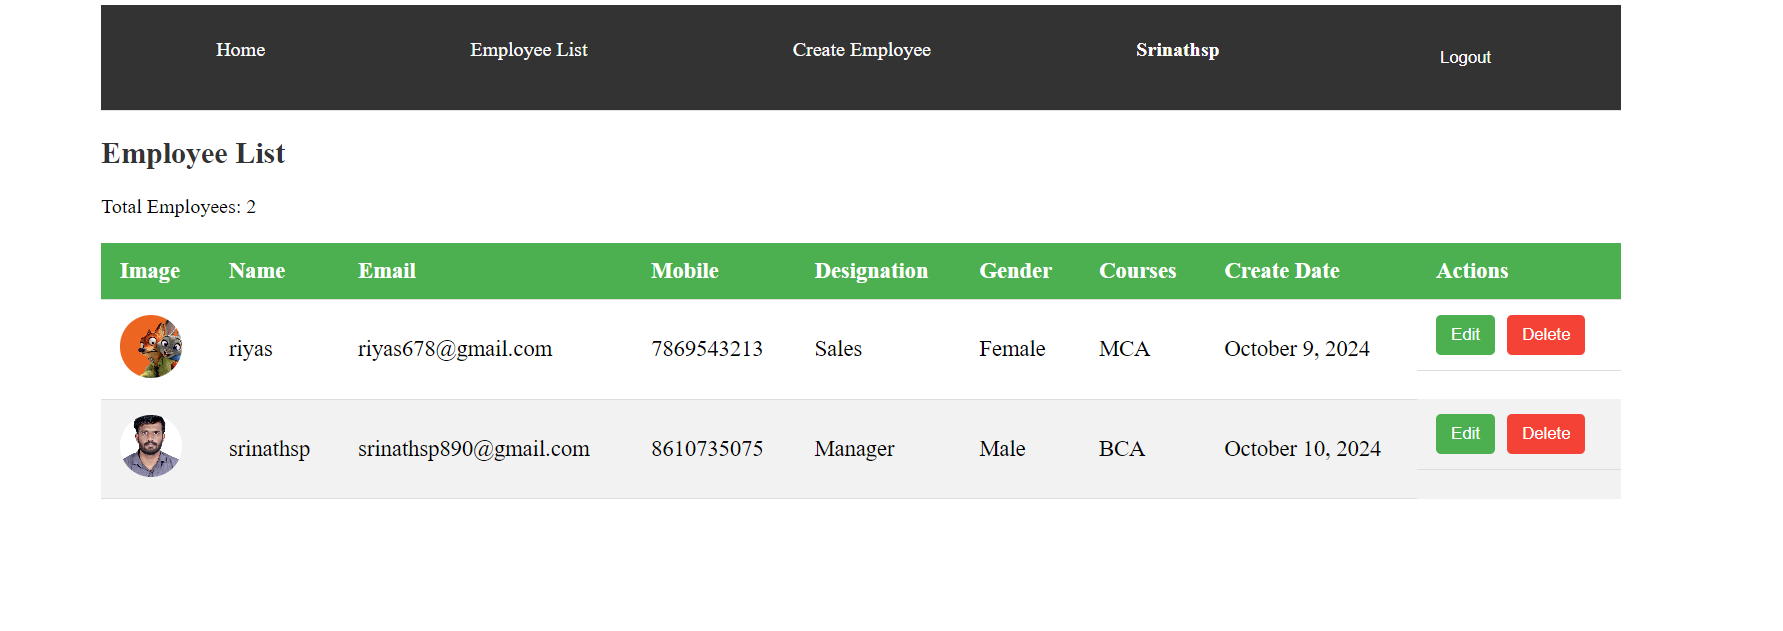 Home Employee List Create Employee Srinathsp Logout
Employee List
Total Employees: 2
Image Name Email Mobile Designation Gender Courses Create Date Actions
riyas riyas678@gmail.com 7869543213 Sales Female MCA October 9, 2024 Edit Delete
srinathsp srinathsp890@gmail.com 8610735075 Manager Male BCA October 10, 2024 Edit Delete